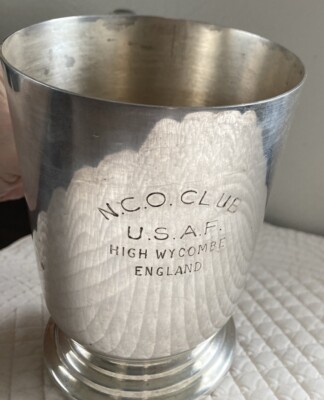 N.C.O. CLUB
U.S.A.F.
HIGH WYCOMBE
ENGLAND